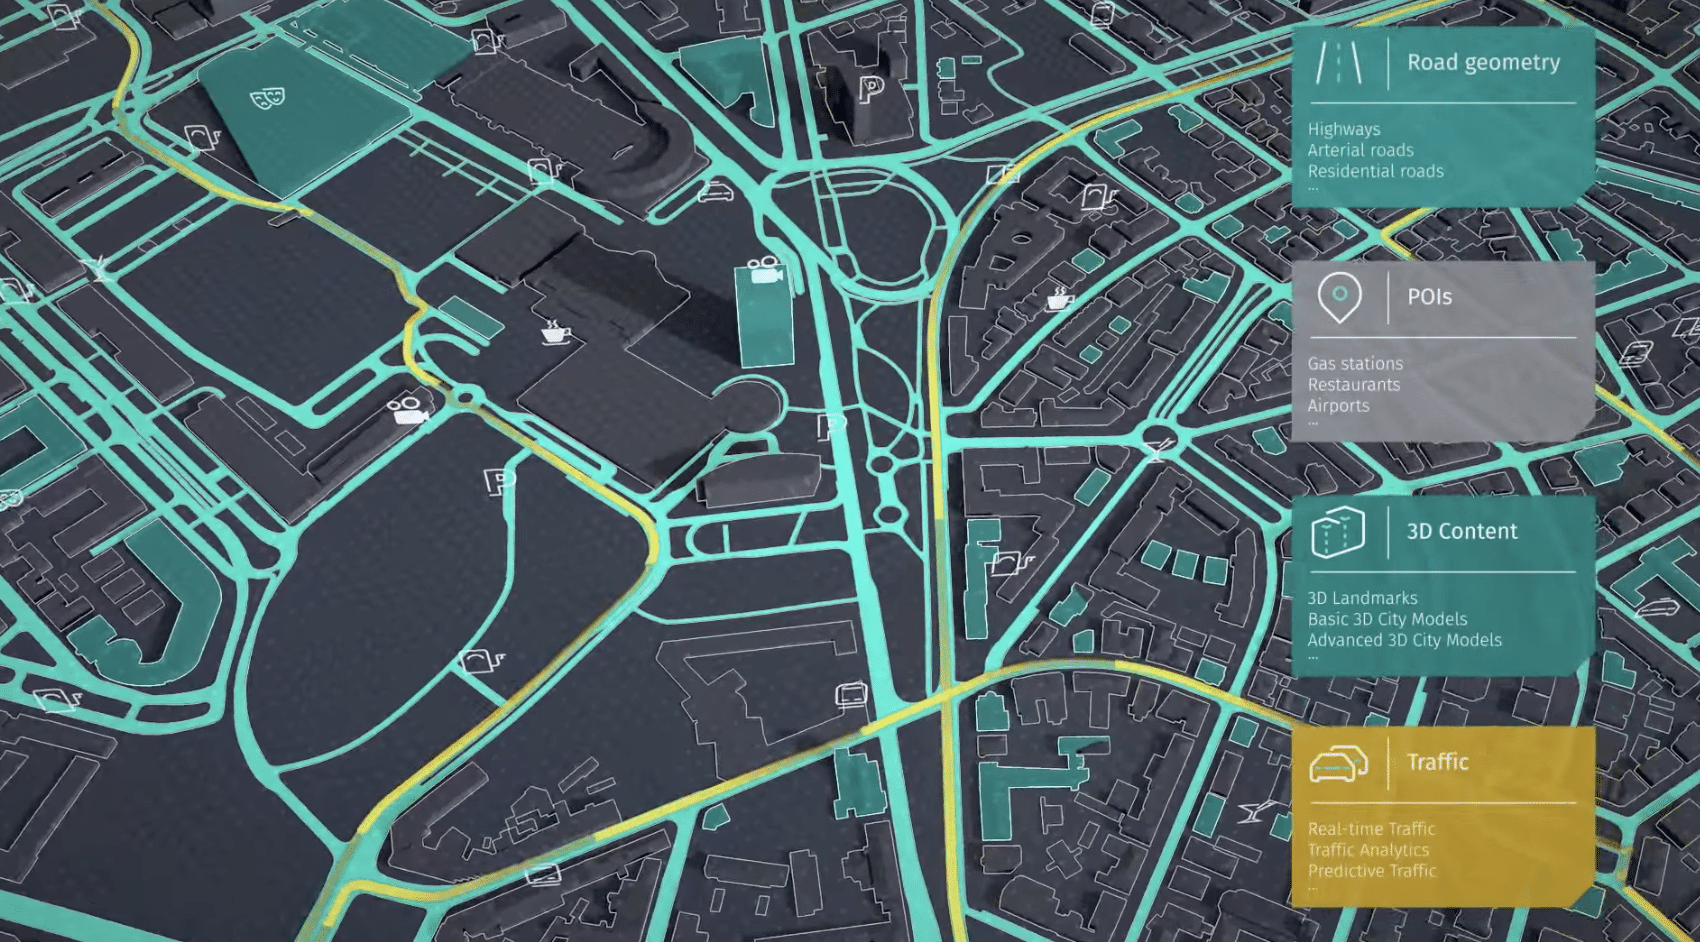 P
P
P
Road geometry
Highways
Arterial roads
Residential roads
...
POIs
Gas stations
Restaurants
Airports
...
3D Content
3D Landmarks
Basic 3D City Models
Advanced 3D City Models
...
Traffic
Real-time Traffic
Traffic Analytics
Predictive Traffic
...